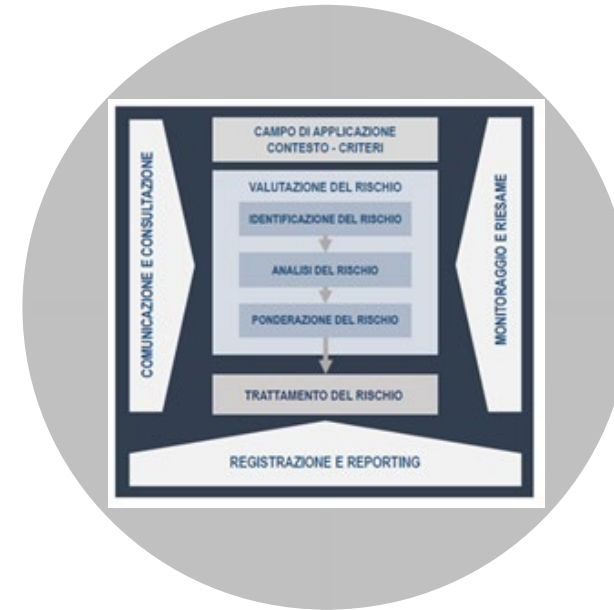 CAMPO DI APPLICAZIONE
CONTESTO - CRITERI
VALUTAZIONE DEL RISCHIO
IDENTIFICAZIONE DEL RISCHIO
ANALISI DEL RISCHIO
PONDERAZIONE DEL RISCHIO
TRATTAMENTO DEL RISCHIO
COMUNICAZIONE E CONSULTAZIONE
MONITORAGGIO E RIESAME
REGISTRAZIONE E REPORTING